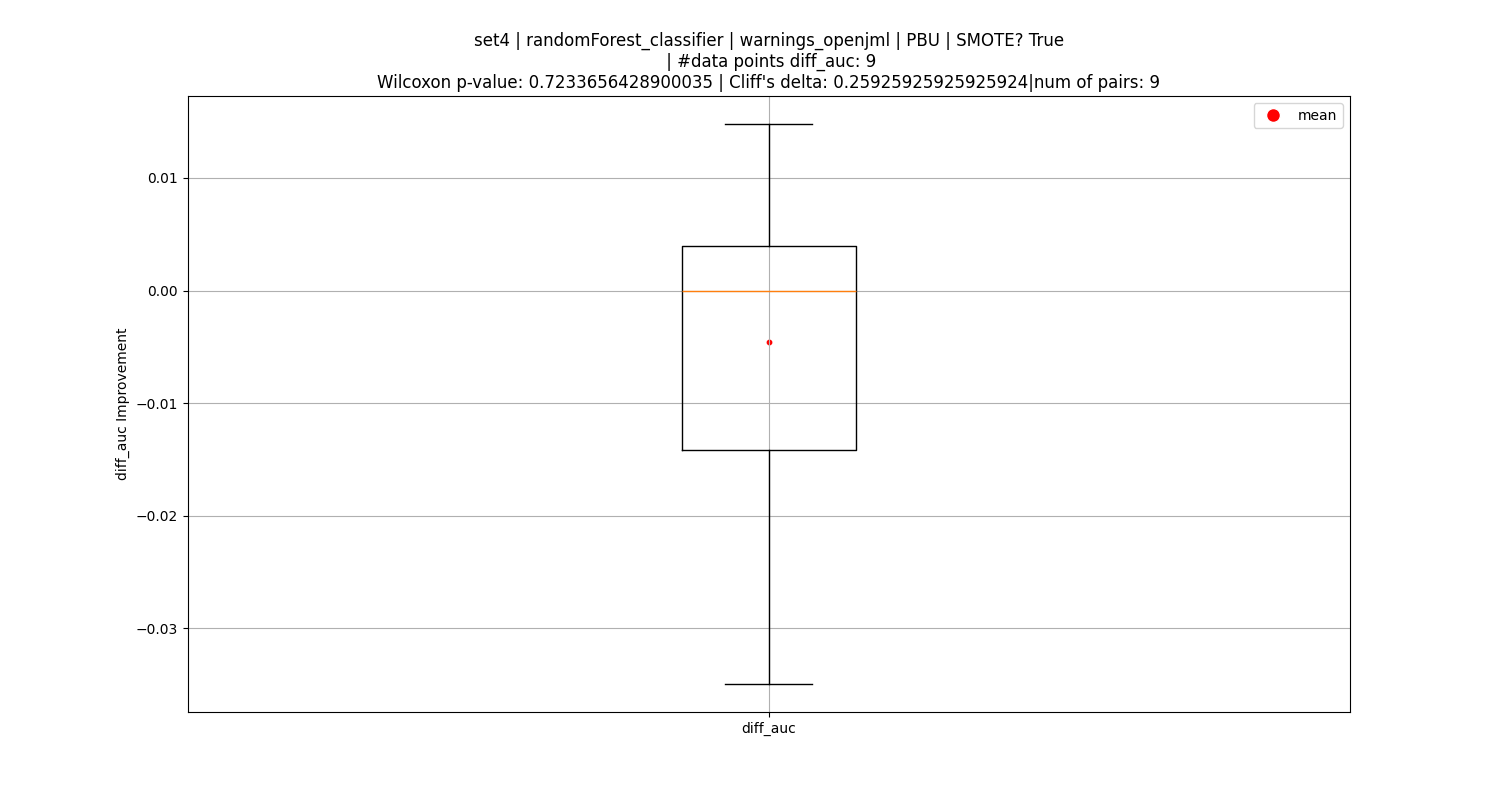 set4 | randomForest_classifier | warnings_openjml | PBU | SMOTE? True
| #data points diff_auc: 9
Wilcoxon p-value: 0.7233656428900035 | Cliff's delta: 0.25925925925925924|num of pairs: 9
mean
0.01
0.00
−0.01
−0.02
−0.03
diff_auc Improvement
diff_auc